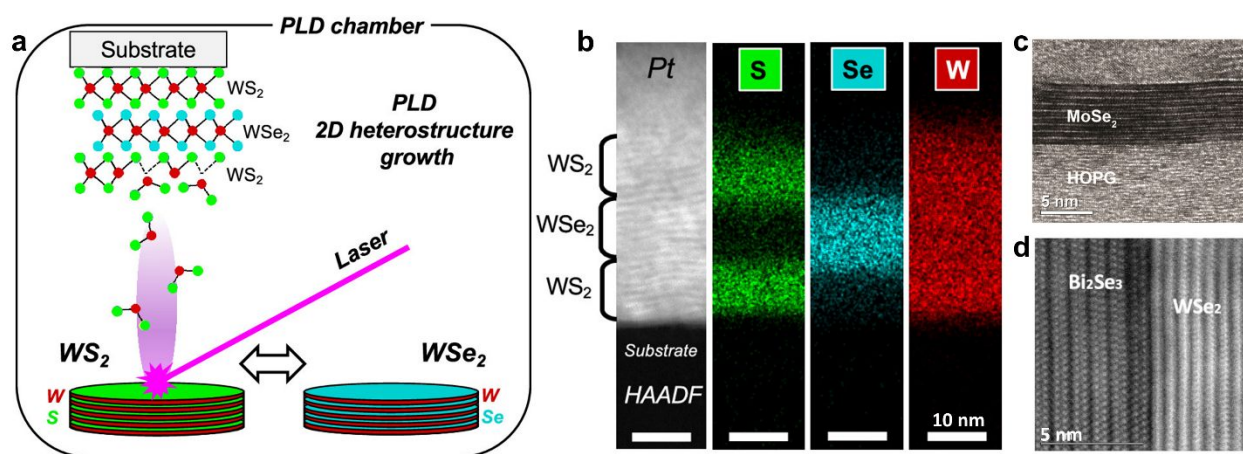 a
PLD chamber
Substrate
WS₂
WSe₂
WS₂
PLD
2D heterostructure
growth
Laser
WS₂
WSe₂
W
S
W
Se
b
Pt
S
Se
W
WS₂
WSe₂
WS₂
Substrate
HAADF
10 nm
c
MoSe₂
HOPG
5 nm
d
Bi₂Se₃
WSe₂
5 nm